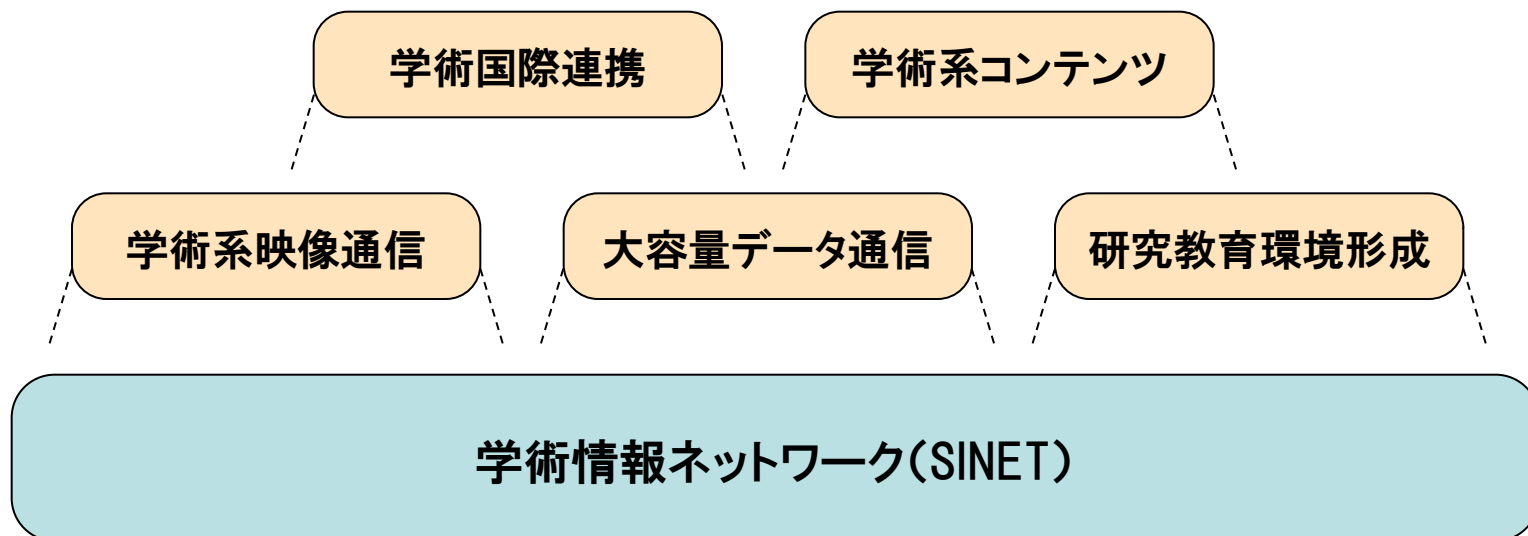 学術国際連携
学術系コンテンツ
学術系映像通信
大容量データ通信
研究教育環境形成
学術情報ネットワーク(SINET)